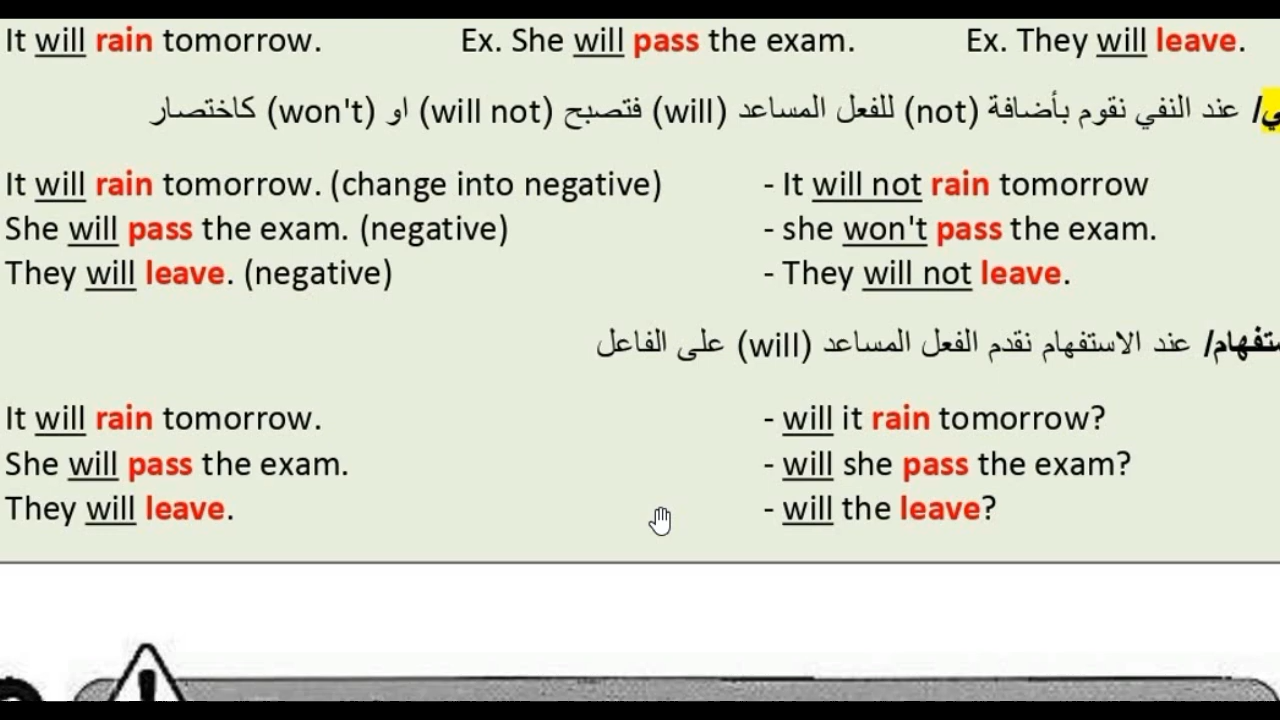 It will rain tomorrow. Ex. She will pass the exam. Ex. They will leave.
عند النفي نقوم بأضافة (not) للفعل المساعد (will) فتصبح (will not) او (won't) كاختصار
It will rain tomorrow. (change into negative) - It will not rain tomorrow
She will pass the exam. (negative) - she won't pass the exam.
They will leave. (negative) - They will not leave.
عند الاستفهام نقدم الفعل المساعد (will) على الفاعل
It will rain tomorrow. - will it rain tomorrow?
She will pass the exam. - will she pass the exam?
They will leave. - will the leave?